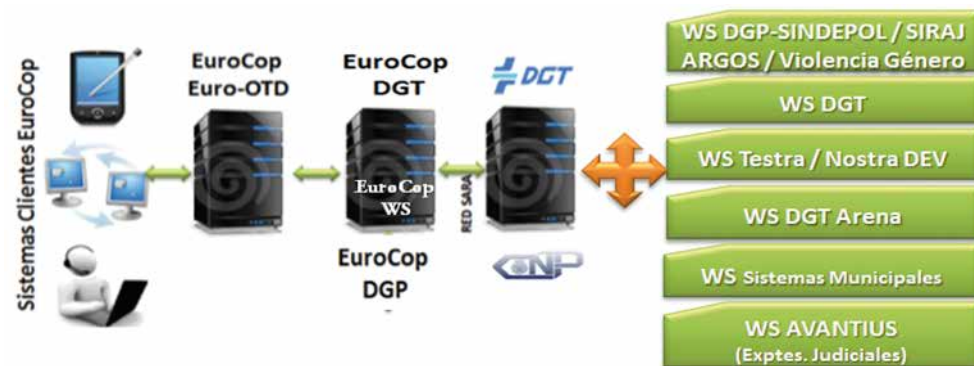 Sistemas Clientes EuroCop
EuroCop
Euro-OTD
EuroCop
DGT
EuroCop
WS
EuroCop
DGP
RED SARA
DGT
CNP
WS DGP-SINDEPOL / SIRAJ
ARGOS / Violencia Género
WS DGT
WS Testra / Nostra DEV
WS DGT Arena
WS Sistemas Municipales
WS AVANTIUS
(Exptes. Judiciales)